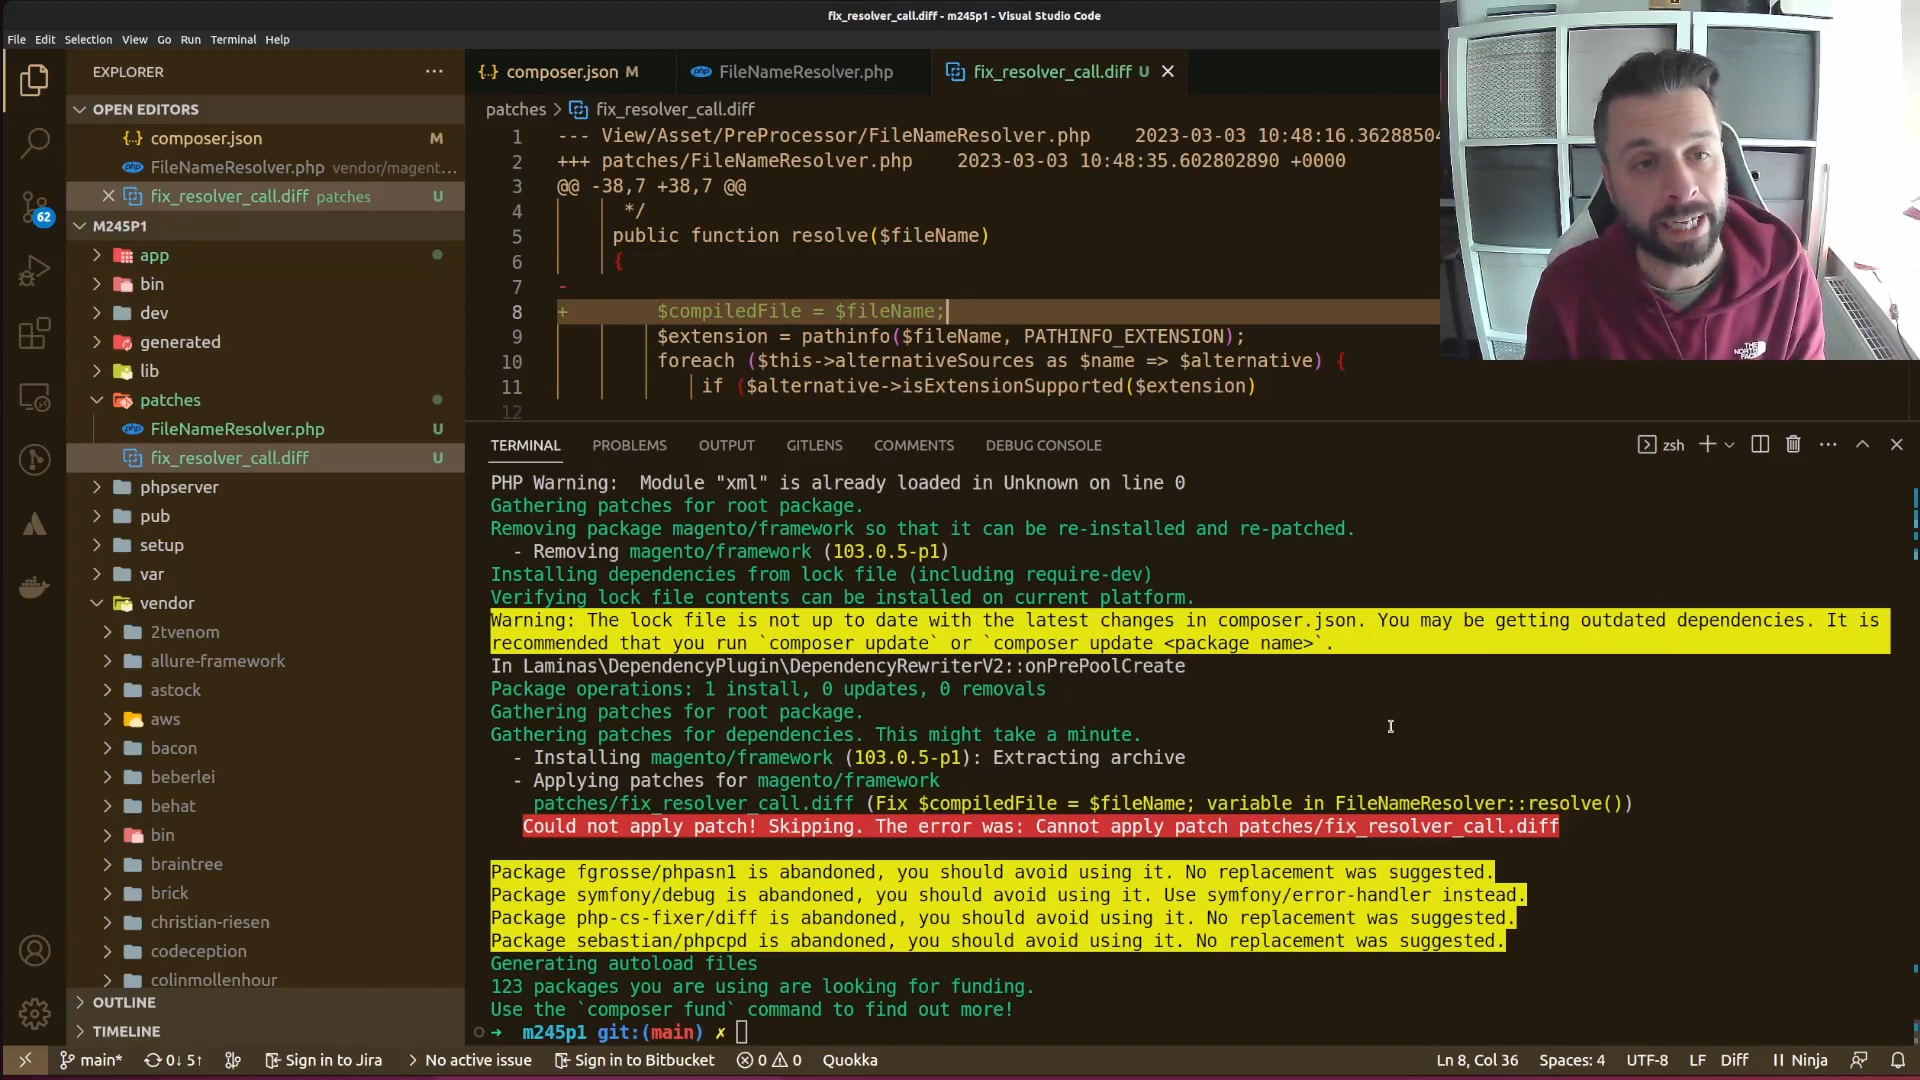 fix_resolver_call.diff - m245p1 - Visual Studio Code
File Edit Selection View Go Run Terminal Help
EXPLORER
OPEN EDITORS
composer.json M
FileNameResolver.php vendor/magent...
fix_resolver_call.diff patches U
62
M245P1
app
bin
dev
generated
lib
patches
FileNameResolver.php U
fix_resolver_call.diff U
phpserver
pub
setup
var
vendor
2tvenom
allure-framework
astock
aws
bacon
beberlei
behat
bin
braintree
brick
christian-riesen
codeception
colinmollenhour
OUTLINE
TIMELINE
composer.json M
FileNameResolver.php
fix_resolver_call.diff U
patches > fix_resolver_call.diff
1 --- View/Asset/PreProcessor/FileNameResolver.php 2023-03-03 10:48:16.36288504
2 +++ patches/FileNameResolver.php 2023-03-03 10:48:35.602802890 +0000
3 @@ -38,7 +38,7 @@
4 */
5 public function resolve($fileName)
6 {
7 -
8 + $compiledFile = $fileName;
9 $extension = pathinfo($fileName, PATHINFO_EXTENSION);
10 foreach ($this->alternativeSources as $name => $alternative) {
11 if ($alternative->isExtensionSupported($extension)
12
THE
NORTH
FACE
TERMINAL PROBLEMS OUTPUT GITLENS COMMENTS DEBUG CONSOLE
zsh
PHP Warning:  Module "xml" is already loaded in Unknown on line 0
Gathering patches for root package.
Removing package magento/framework so that it can be re-installed and re-patched.
- Removing magento/framework (103.0.5-p1)
Installing dependencies from lock file (including require-dev)
Verifying lock file contents can be installed on current platform.
Warning: The lock file is not up to date with the latest changes in composer.json. You may be getting outdated dependencies. It is
recommended that you run `composer update` or `composer update <package name>`.
In Laminas\DependencyPlugin\DependencyRewriterV2::onPrePoolCreate
Package operations: 1 install, 0 updates, 0 removals
Gathering patches for root package.
Gathering patches for dependencies. This might take a minute.
- Installing magento/framework (103.0.5-p1): Extracting archive
- Applying patches for magento/framework
patches/fix_resolver_call.diff (Fix $compiledFile = $fileName; variable in FileNameResolver::resolve())
Could not apply patch! Skipping. The error was: Cannot apply patch patches/fix_resolver_call.diff
Package fgrosse/phpasn1 is abandoned, you should avoid using it. No replacement was suggested.
Package symfony/debug is abandoned, you should avoid using it. Use symfony/error-handler instead.
Package php-cs-fixer/diff is abandoned, you should avoid using it. No replacement was suggested.
Package sebastian/phpcpd is abandoned, you should avoid using it. No replacement was suggested.
Generating autoload files
123 packages you are using are looking for funding.
Use the `composer fund` command to find out more!
➜ m245p1 git:(main) ✗
main* 0↓ 5↑ Sign in to Jira No active issue Sign in to Bitbucket 0 0 Quokka Ln 8, Col 36 Spaces: 4 UTF-8 LF Diff Ninja